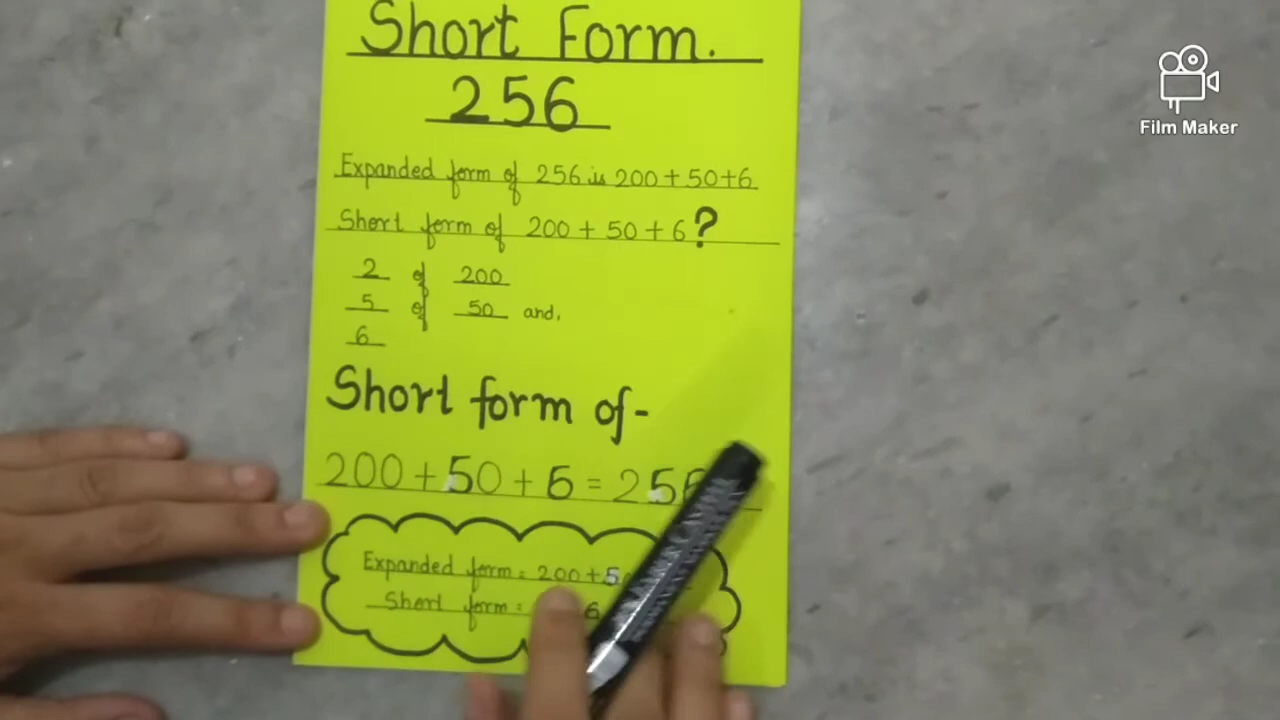 Short Form.
256
Expanded form of 256 is 200 + 50+6
Short form of 200 + 50 + 6 ?
2 of 200
5 of 50 and,
6
Short form of-
200 + 50 + 6 = 256
Expanded form = 200 + 5
Short form = 6
Film Maker